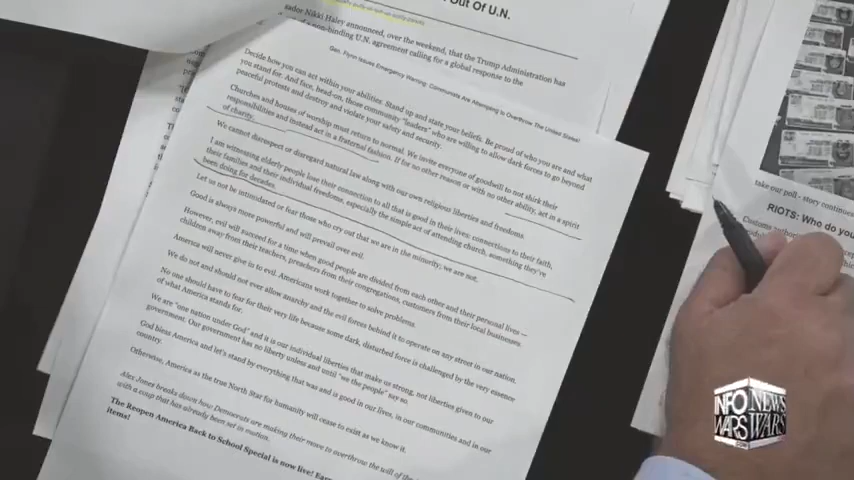 Out Of U.N.
sador Nikki Haley announced, over the weekend, that the Trump Administration has
of a non-binding U.N. agreement calling for a global response to the
Gen. Flynn Issues Emergency Warning: Communists Are Attempting to Overthrow The United States!
Decide how you can act within your abilities. Stand up and state your beliefs. Be proud of who you are and what
you stand for. And face, head-on, those community "leaders" who are willing to allow dark forces to go beyond
peaceful protests and destroy and violate your safety and security.
Churches and houses of worship must return to normal. We invite everyone of goodwill to not shirk their
responsibilities and instead act in a fraternal fashion. If for no other reason or with no other ability, act in a spirit
of charity.
We cannot disrespect or disregard natural law along with our own religious liberties and freedoms.
I am witnessing elderly people lose their connection to all that is good in their lives: connections to their faith,
their families and their individual freedoms, especially the simple act of attending church, something they've
been doing for decades.
Let us not be intimidated or fear those who cry out that we are in the minority; we are not.
Good is always more powerful and will prevail over evil.
However, evil will succeed for a time when good people are divided from each other and their personal lives —
children away from their teachers, preachers from their congregations, customers from their local businesses.
America will never give in to evil. Americans work together to solve problems.
We do not and should not ever allow anarchy and the evil forces behind it to operate on any street in our nation.
No one should have to fear for their very life because some dark, disturbed force is challenged by the very essence
of what America stands for.
We are "one nation under God" and it is our individual liberties that make us strong, not liberties given to our
government. Our government has no liberty unless and until "we the people" say so.
God bless America and let's stand by everything that was and is good in our lives, in our communities and in our
country.
Otherwise, America as the true North Star for humanity will cease to exist as we know it.
Alex Jones breaks down how Democrats are making their move to overthrow the will of the
with a coup that has already been set in motion.
The Reopen America Back to School Special is now live!
items!
take our poll - story continues
RIOTS: Who do you
Customs
INFO
WARS
.COM
NEWS
WARS